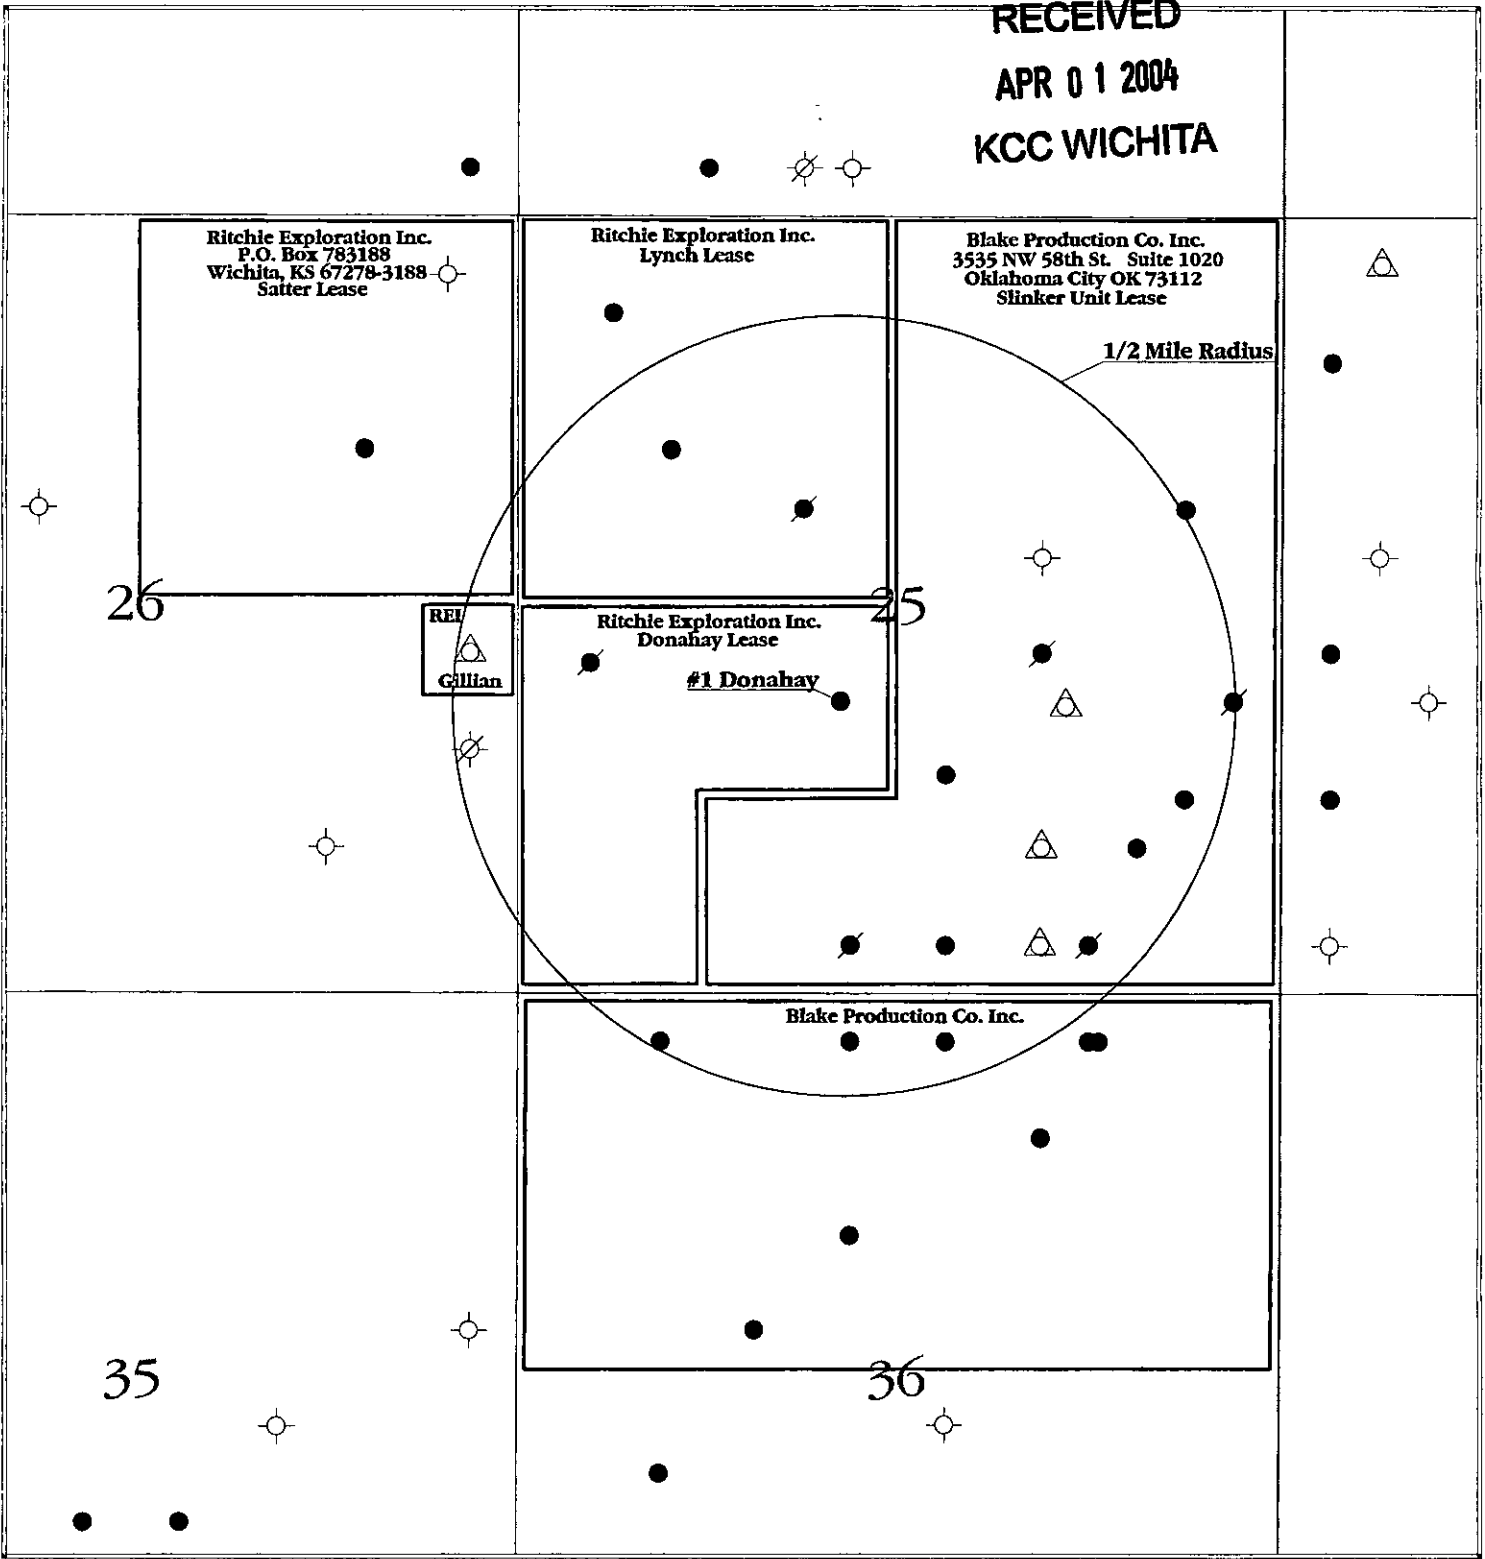 RECEIVED
APR 0 1 2004
KCC WICHITA
Ritchie Exploration Inc.
P.O. Box 783188
Wichita, KS 67278-3188
Satter Lease
Ritchie Exploration Inc.
Lynch Lease
Blake Production Co. Inc.
3535 NW 58th St. Suite 1020
Oklahoma City OK 73112
Slinker Unit Lease
1/2 Mile Radius
26
25
REI
Gillian
Ritchie Exploration Inc.
Donahay Lease
#1 Donahay
Blake Production Co. Inc.
35
36